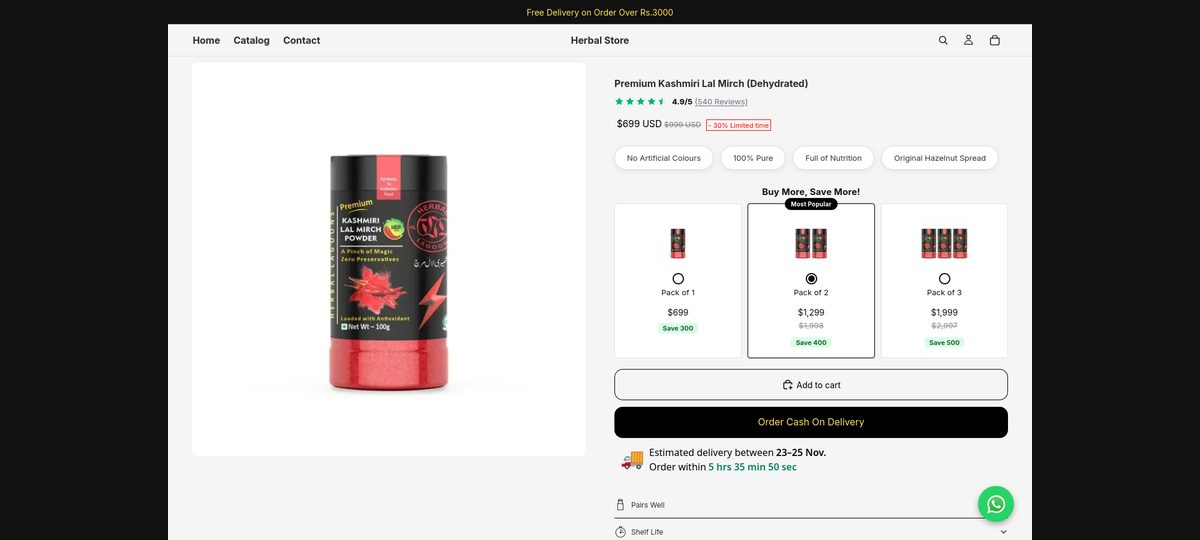 Free Delivery on Order Over Rs.3000
Home Catalog Contact
Herbal Store
Premium Kashmiri Lal Mirch (Dehydrated)
4.9/5 (540 Reviews)
$699 USD $999 USD - 30% Limited time
No Artificial Colours
100% Pure
Full of Nutrition
Original Hazelnut Spread
Buy More, Save More!
Most Popular
Pack of 1
$699
Save 300
Pack of 2
$1,299
$1,998
Save 400
Pack of 3
$1,999
$2,997
Save 500
Add to cart
Order Cash On Delivery
Estimated delivery between 23–25 Nov.
Order within 5 hrs 35 min 50 sec
Pairs Well
Shelf Life
Premium
KASHMIRI
LAL MIRCH
POWDER
A Pinch of Magic
Zero Preservatives
Loaded with Antioxidant
Net Wt – 100g